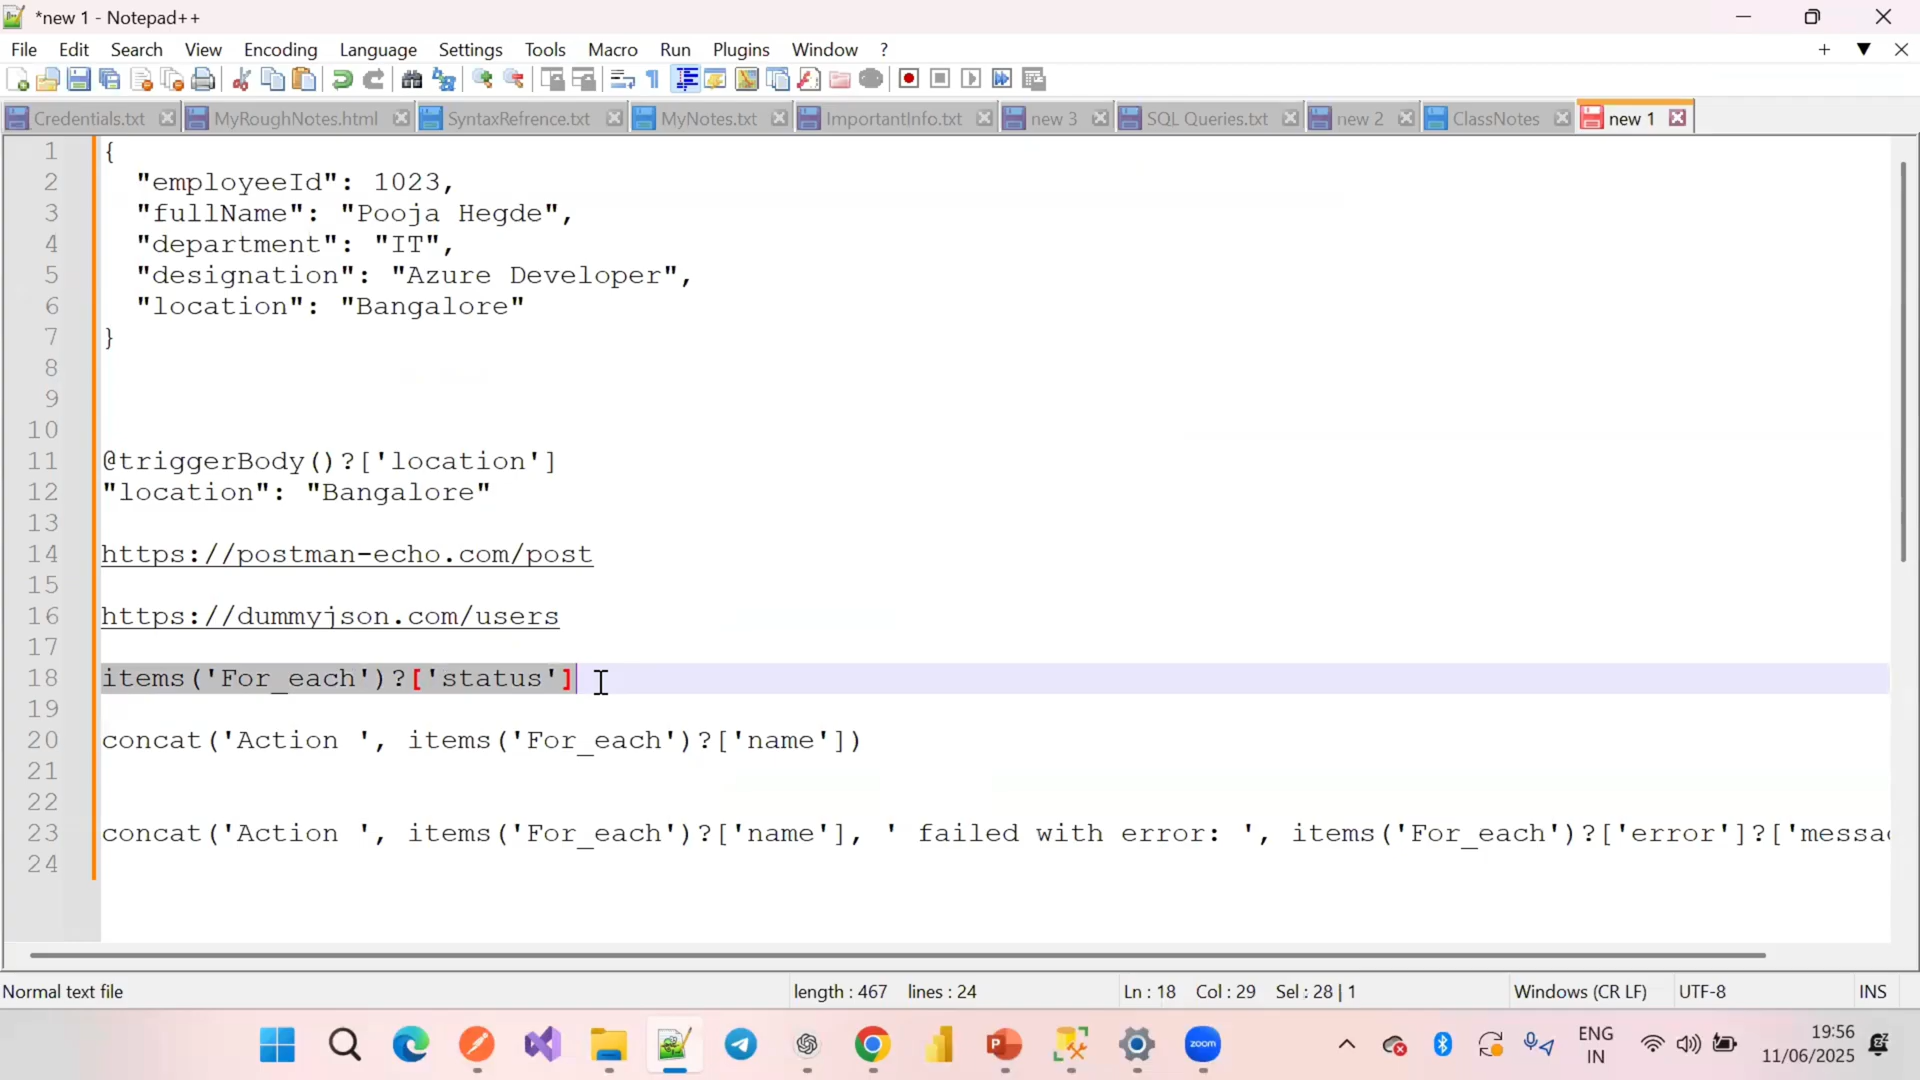 *new 1 - Notepad++
File Edit Search View Encoding Language Settings Tools Macro Run Plugins Window ?
Credentials.txt MyRoughNotes.html SyntaxRefrence.txt MyNotes.txt ImportantInfo.txt new 3 SQL Queries.txt new 2 ClassNotes new 1
1 {
2 "employeeId": 1023,
3 "fullName": "Pooja Hegde",
4 "department": "IT",
5 "designation": "Azure Developer",
6 "location": "Bangalore"
7 }
8
9
10
11 @triggerBody()?['location']
12 "location": "Bangalore"
13
14 https://postman-echo.com/post
15
16 https://dummyjson.com/users
17
18 items('For_each')?['status']
19
20 concat('Action ', items('For_each')?['name'])
21
22
23 concat('Action ', items('For_each')?['name'], ' failed with error: ', items('For_each')?['error']?['messa
24
Normal text file length : 467 lines : 24 Ln : 18 Col : 29 Sel : 28 | 1 Windows (CR LF) UTF-8 INS
zoom
ENG
IN
19:56
11/06/2025